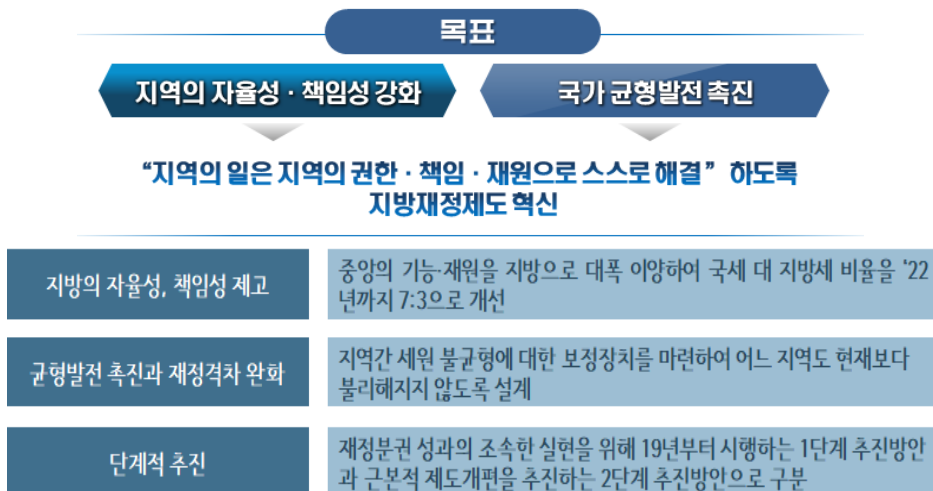 목표
지역의 자율성 · 책임성 강화
국가 균형발전 촉진
“지역의 일은 지역의 권한 · 책임 · 재원으로 스스로 해결” 하도록
지방재정제도 혁신
지방의 자율성, 책임성 제고
중앙의 기능·재원을 지방으로 대폭 이양하여 국세 대 지방세 비율을 '22
년까지 7:3으로 개선
균형발전 촉진과 재정격차 완화
지역간 세원 불균형에 대한 보정장치를 마련하여 어느 지역도 현재보다
불리해지지 않도록 설계
단계적 추진
재정분권 성과의 조속한 실현을 위해 19년부터 시행하는 1단계 추진방안
과 근본적 제도개편을 추진하는 2단계 추진방안으로 구분